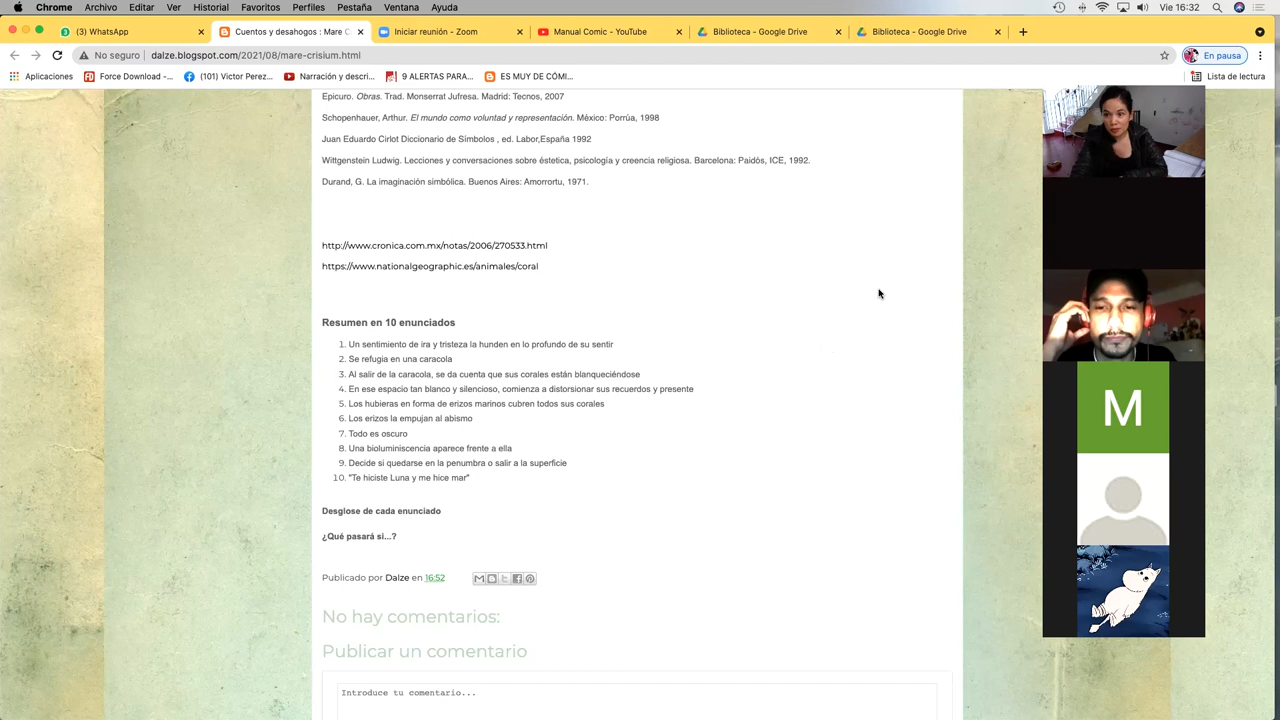 Chrome Archivo Editar Ver Historial Favoritos Perfiles Pestaña Ventana Ayuda Vie 16:32
(3) WhatsApp Cuentos y desahogos : Mare C Iniciar reunión - Zoom Manual Comic - YouTube Biblioteca - Google Drive Biblioteca - Google Drive
No seguro dalze.blogspot.com/2021/08/mare-crisium.html En pausa
Aplicaciones Force Download -... (101) Victor Perez... Narración y descri... 9 ALERTAS PARA... ES MUY DE CÓMI... Lista de lectura
Epicuro. Obras. Trad. Monserrat Jufresa. Madrid: Tecnos, 2007
Schopenhauer, Arthur. El mundo como voluntad y representación. México: Porrúa, 1998
Juan Eduardo Cirlot Diccionario de Símbolos , ed. Labor,España 1992
Wittgenstein Ludwig. Lecciones y conversaciones sobre éstetica, psicología y creencia religiosa. Barcelona: Paidós, ICE, 1992.
Durand, G. La imaginación simbólica. Buenos Aires: Amorrortu, 1971.
http://www.cronica.com.mx/notas/2006/270533.html
https://www.nationalgeographic.es/animales/coral
Resumen en 10 enunciados
1. Un sentimiento de ira y tristeza la hunden en lo profundo de su sentir
2. Se refugia en una caracola
3. Al salir de la caracola, se da cuenta que sus corales están blanqueciéndose
4. En ese espacio tan blanco y silencioso, comienza a distorsionar sus recuerdos y presente
5. Los hubieras en forma de erizos marinos cubren todos sus corales
6. Los erizos la empujan al abismo
7. Todo es oscuro
8. Una bioluminiscencia aparece frente a ella
9. Decide si quedarse en la penumbra o salir a la superficie
10. "Te hiciste Luna y me hice mar"
Desglose de cada enunciado
¿Qué pasará si...?
Publicado por Dalze en 16:52
No hay comentarios:
Publicar un comentario
Introduce tu comentario...
M